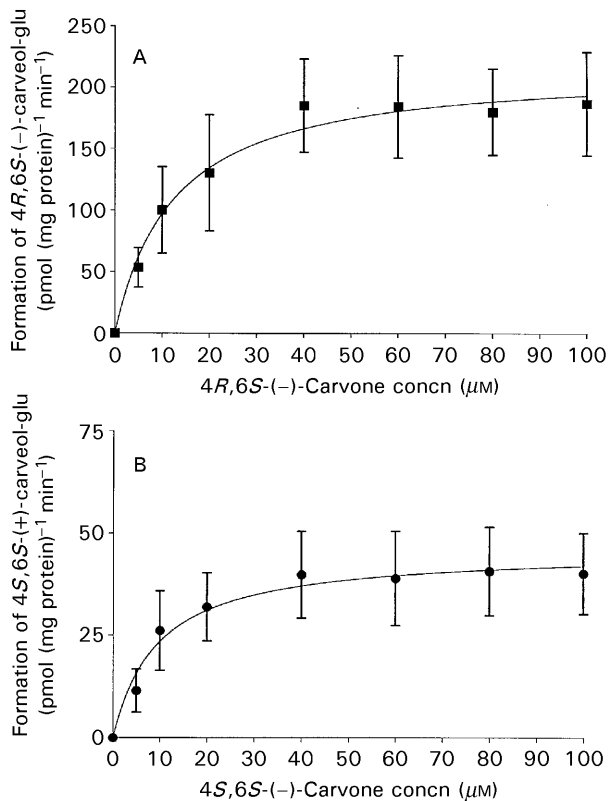 A
Formation of 4R,6S-(−)-carveol-glu
(pmol (mg protein)⁻¹ min⁻¹)
250
200
150
100
50
0
0 10 20 30 40 50 60 70 80 90 100
4R,6S-(−)-Carvone concn (μM)
B
Formation of 4S,6S-(+)-carveol-glu
(pmol (mg protein)⁻¹ min⁻¹)
75
50
25
0
0 10 20 30 40 50 60 70 80 90 100
4S,6S-(−)-Carvone concn (μM)